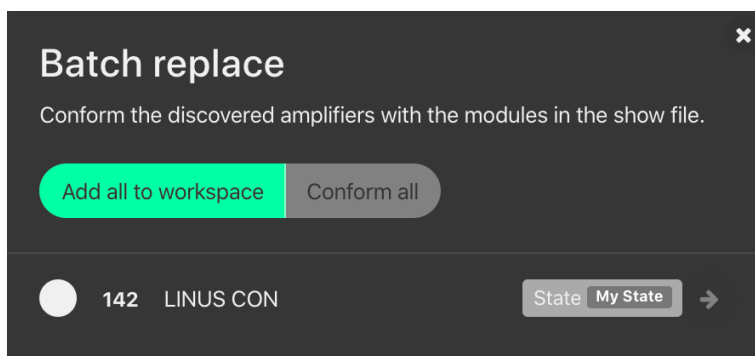 Batch replace
Conform the discovered amplifiers with the modules in the show file.
Add all to workspace Conform all
142 LINUS CON State My State